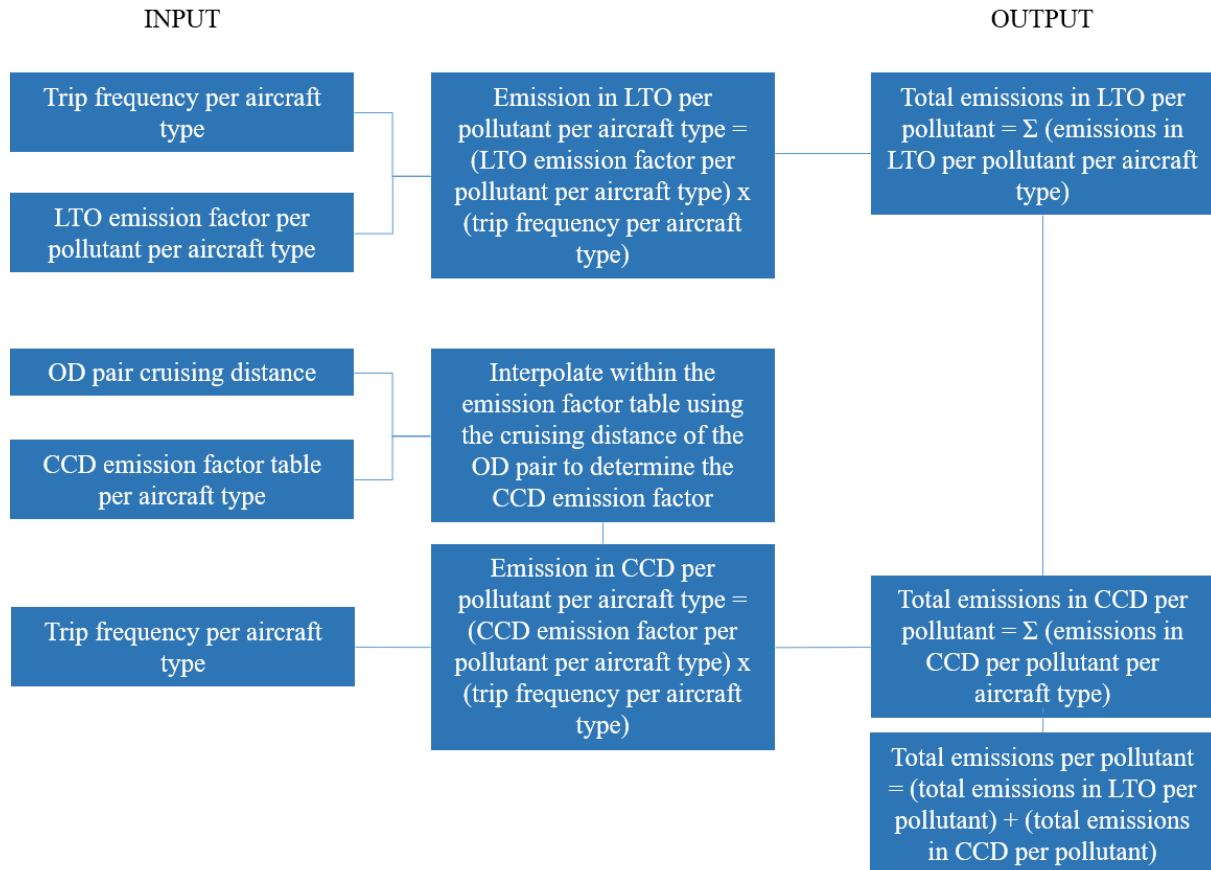 INPUT
OUTPUT
Trip frequency per aircraft
type
LTO emission factor per
pollutant per aircraft type
Emission in LTO per
pollutant per aircraft type =
(LTO emission factor per
pollutant per aircraft type) x
(trip frequency per aircraft
type)
Total emissions in LTO per
pollutant = Σ (emissions in
LTO per pollutant per aircraft
type)
OD pair cruising distance
CCD emission factor table
per aircraft type
Interpolate within the
emission factor table using
the cruising distance of the
OD pair to determine the
CCD emission factor
Trip frequency per aircraft
type
Emission in CCD per
pollutant per aircraft type =
(CCD emission factor per
pollutant per aircraft type) x
(trip frequency per aircraft
type)
Total emissions in CCD per
pollutant = Σ (emissions in
CCD per pollutant per
aircraft type)
Total emissions per pollutant
= (total emissions in LTO per
pollutant) + (total emissions
in CCD per pollutant)